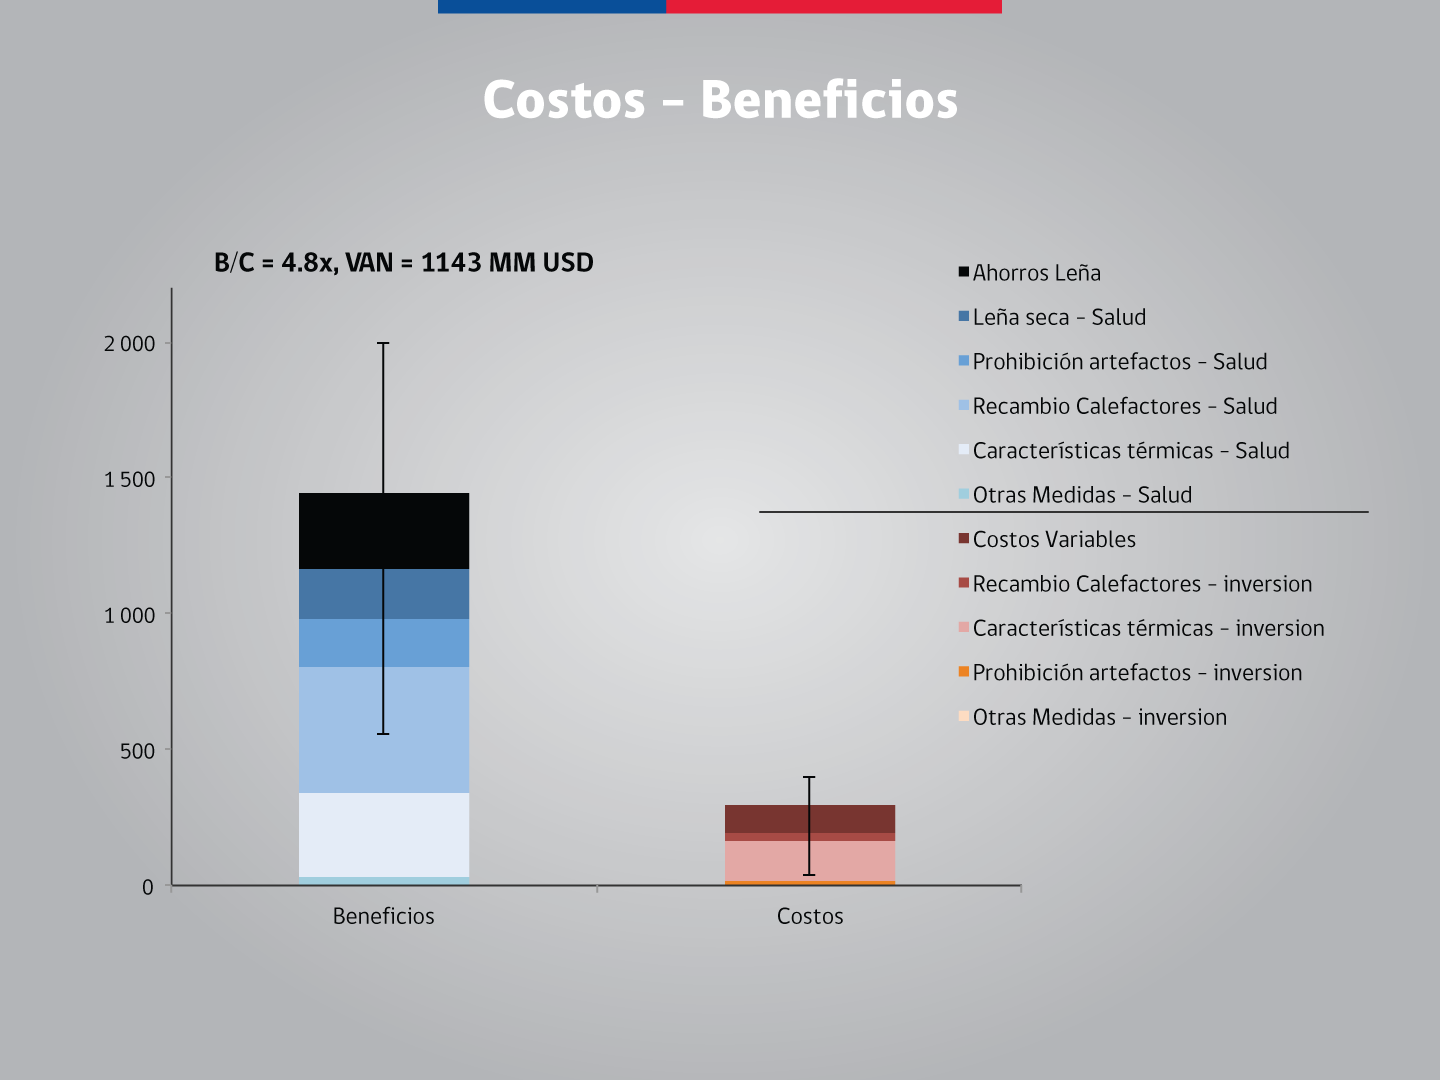 Costos – Beneficios
B/C = 4.8x, VAN = 1143 MM USD
2 000
1 500
1 000
500
0
Beneficios
Costos
Ahorros Leña
Leña seca – Salud
Prohibición artefactos – Salud
Recambio Calefactores – Salud
Características térmicas – Salud
Otras Medidas – Salud
Costos Variables
Recambio Calefactores – inversion
Características térmicas – inversion
Prohibición artefactos – inversion
Otras Medidas – inversion